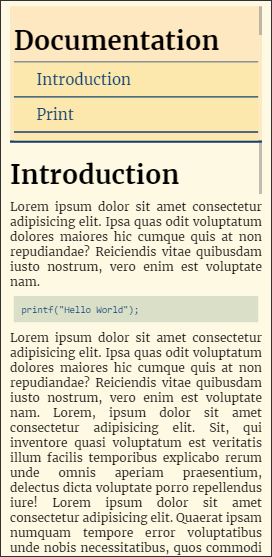 Documentation
Introduction
Print
Introduction
Lorem ipsum dolor sit amet consectetur
adipisicing elit. Ipsa quas odit voluptatum
dolores maiores hic cumque quis at non
repudiandae? Reiciendis vitae quibusdam
iusto nostrum, vero enim est voluptate
nam.
printf("Hello World");
Lorem ipsum dolor sit amet consectetur
adipisicing elit. Ipsa quas odit voluptatum
dolores maiores hic cumque quis at non
repudiandae? Reiciendis vitae quibusdam
iusto nostrum, vero enim est voluptate
nam. Lorem, ipsum dolor sit amet
consectetur adipisicing elit. Sit, qui
inventore quasi voluptatum est veritatis
illum facilis temporibus explicabo rerum
unde omnis aperiam praesentium,
delectus dicta voluptate porro repellendus
iure! Lorem ipsum dolor sit amet
consectetur adipisicing elit. Quaerat ipsam
numquam tempore error voluptatibus
unde nobis necessitatibus, quos commodi